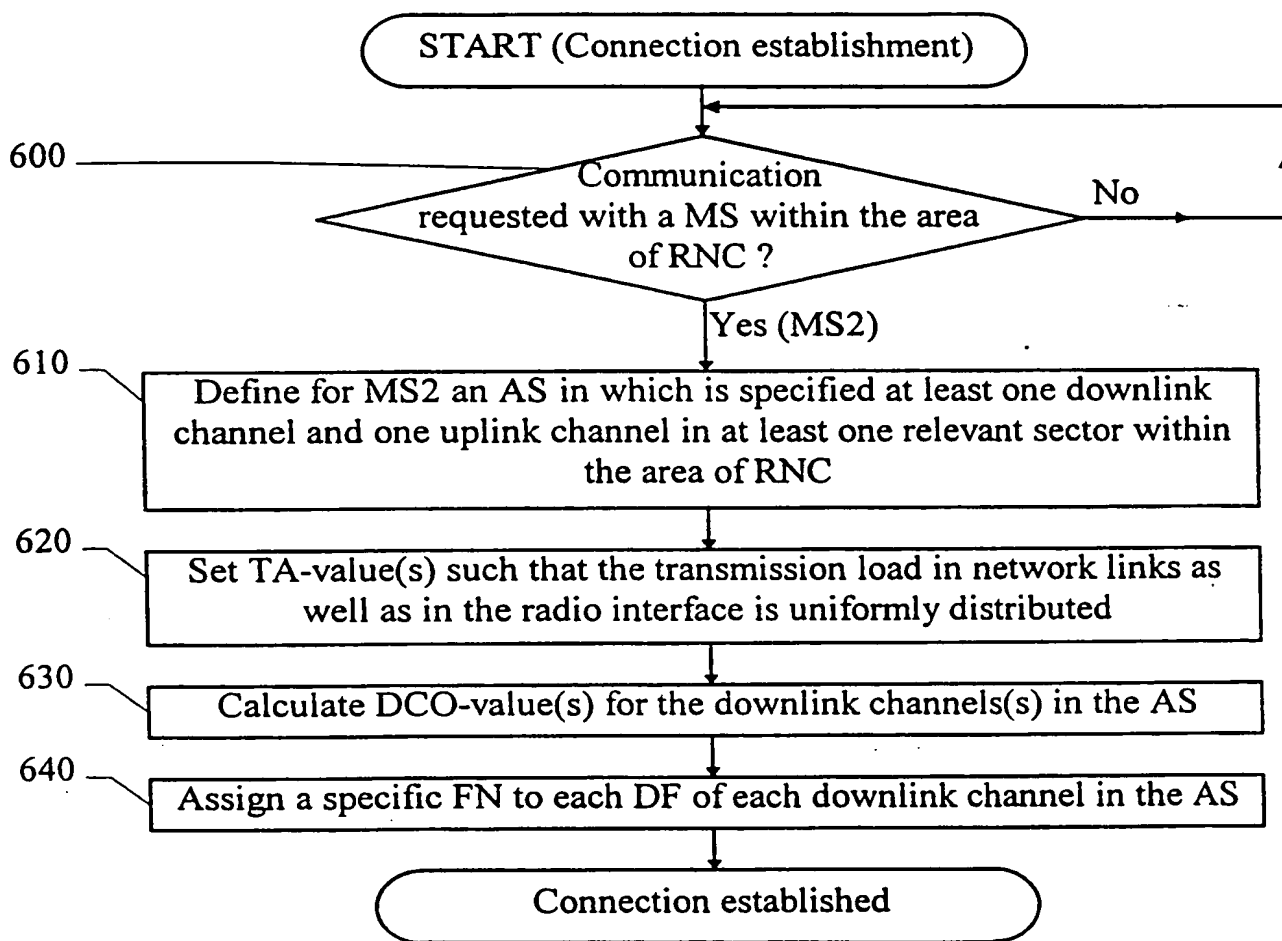 START (Connection establishment)
600
Communication
requested with a MS within the area
of RNC ?
No
Yes (MS2)
610
Define for MS2 an AS in which is specified at least one downlink
channel and one uplink channel in at least one relevant sector within
the area of RNC
620
Set TA-value(s) such that the transmission load in network links as
well as in the radio interface is uniformly distributed
630
Calculate DCO-value(s) for the downlink channels(s) in the AS
640
Assign a specific FN to each DF of each downlink channel in the AS
Connection established